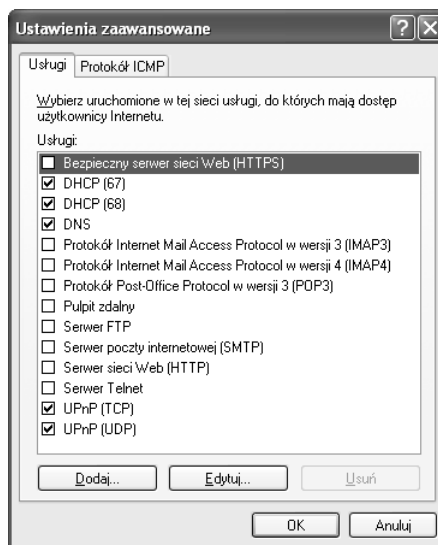 Ustawienia zaawansowane
Usługi
Protokół ICMP
Wybierz uruchomione w tej sieci usługi, do których mają dostęp
użytkownicy Internetu.
Usługi:
Bezpieczny serwer sieci Web (HTTPS)
DHCP (67)
DHCP (68)
DNS
Protokół Internet Mail Access Protocol w wersji 3 (IMAP3)
Protokół Internet Mail Access Protocol w wersji 4 (IMAP4)
Protokół Post-Office Protocol w wersji 3 (POP3)
Pulpit zdalny
Serwer FTP
Serwer poczty internetowej (SMTP)
Serwer sieci Web (HTTP)
Serwer Telnet
UPnP (TCP)
UPnP (UDP)
Dodaj...
Edytuj...
Usuń
OK
Anuluj